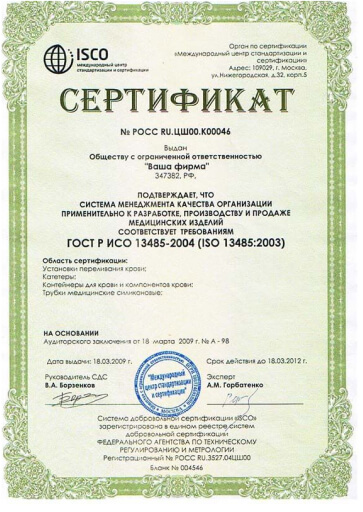 ISCO
международный центр
стандартизации и сертификации
Орган по сертификации
«Международный центр стандартизации и
сертификации»
Адрес: 109029, г. Москва,
ул.Нижегородская, д.32, корп.5
СЕРТИФИКАТ
№ РОСС RU.ЦШ00.К00046
Выдан
Обществу с ограниченной ответственностью
"Ваша фирма"
347382, РФ,
ПОДТВЕРЖДАЕТ, ЧТО
СИСТЕМА МЕНЕДЖМЕНТА КАЧЕСТВА ОРГАНИЗАЦИИ
ПРИМЕНИТЕЛЬНО К РАЗРАБОТКЕ, ПРОИЗВОДСТВУ И ПРОДАЖЕ
МЕДИЦИНСКИХ ИЗДЕЛИЙ
СООТВЕТСТВУЕТ ТРЕБОВАНИЯМ
ГОСТ Р ИСО 13485-2004 (ISO 13485:2003)
Область сертификации:
Установки переливания крови;
Катетеры;
Контейнеры для крови и компонентов крови;
Трубки медицинские силиконовые;
НА ОСНОВАНИИ
Аудиторского заключения от 18 марта 2009 г. № А - 98
Дата выдачи: 18.03.2009 г.
Срок действия до 18.03.2012 г.
Руководитель СДС
В.А. Борзенков
Эксперт
А.М. Горбатенко
"Международный
центр стандартизации
и сертификации"
МОСКВА
Система добровольной сертификации «ISCO»
зарегистрирована в едином реестре систем
добровольной сертификации
ФЕДЕРАЛЬНОГО АГЕНТСТВА ПО ТЕХНИЧЕСКОМУ
РЕГУЛИРОВАНИЮ И МЕТРОЛОГИИ
Регистрационный № РОСС RU.3527.04ЦШ00
Бланк № 004546